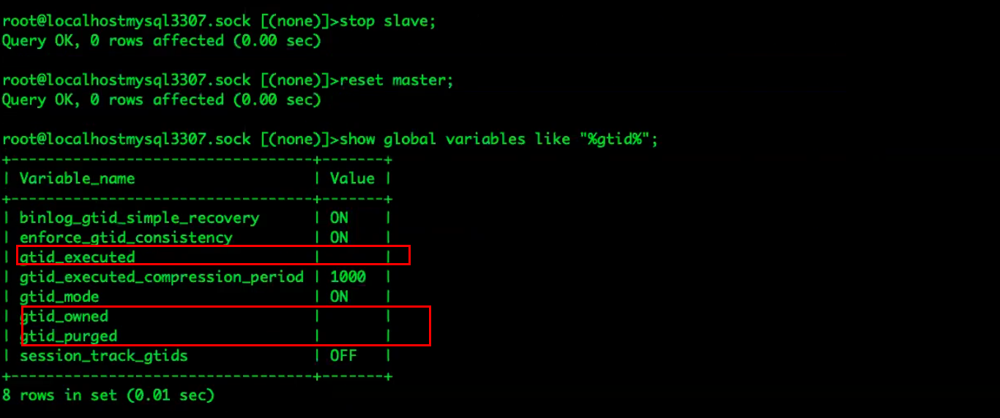 root@localhostmysql3307.sock [(none)]>stop slave;
Query OK, 0 rows affected (0.00 sec)
root@localhostmysql3307.sock [(none)]>reset master;
Query OK, 0 rows affected (0.00 sec)
root@localhostmysql3307.sock [(none)]>show global variables like "%gtid%";
+----------------------------------+-------+
| Variable_name                    | Value |
+----------------------------------+-------+
| binlog_gtid_simple_recovery      | ON    |
| enforce_gtid_consistency         | ON    |
| gtid_executed                    |       |
| gtid_executed_compression_period | 1000  |
| gtid_mode                        | ON    |
| gtid_owned                       |       |
| gtid_purged                      |       |
| session_track_gtids              | OFF   |
+----------------------------------+-------+
8 rows in set (0.01 sec)